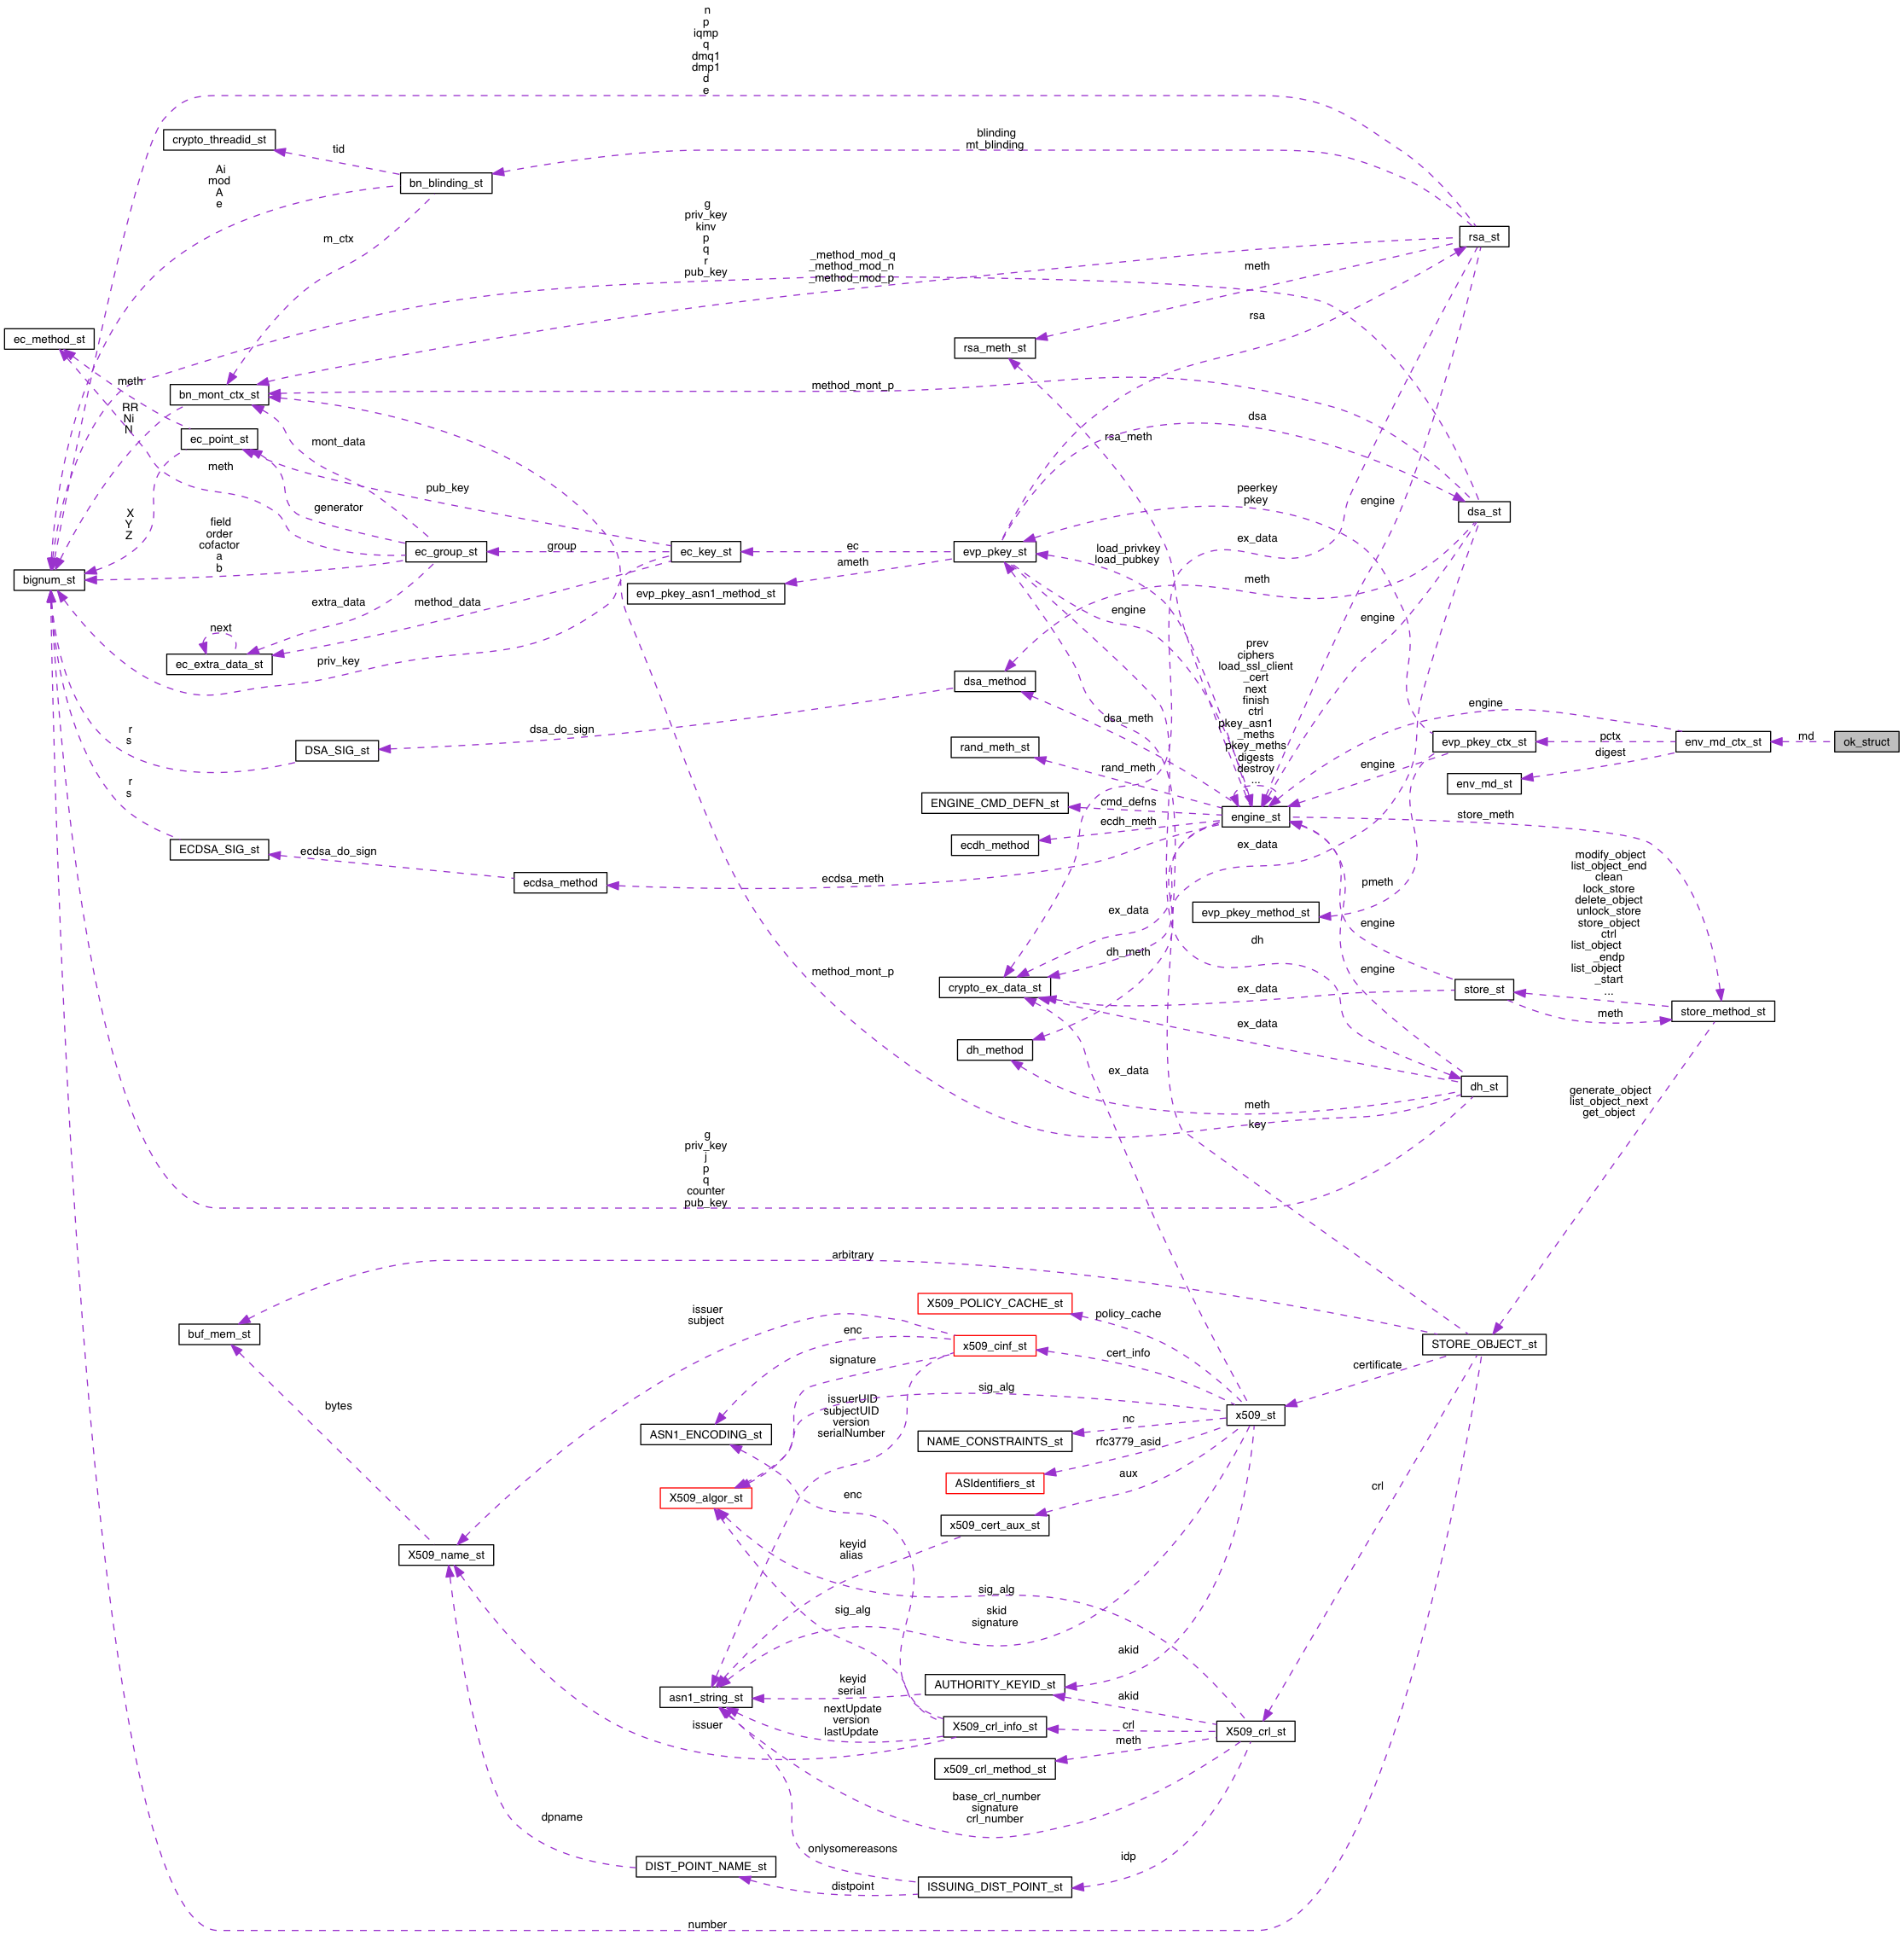 n
p
iqmp
q
dmq1
dmp1
d
e
crypto_threadid_st
tid
blinding
mt_blinding
Ai
mod
A
e
bn_blinding_st
g
priv_key
kinv
p
q
r
pub_key
m_ctx
rsa_st
_method_mod_q
_method_mod_n
_method_mod_p
meth
rsa
ec_method_st
rsa_meth_st
meth
bn_mont_ctx_st
method_mont_p
RR
Ni
N
ec_point_st
mont_data
dsa
rsa_meth
meth
pub_key
peerkey
pkey
engine
generator
X
Y
Z
field
order
cofactor
a
b
dsa_st
ex_data
ec_group_st
group
ec_key_st
ec
evp_pkey_st
load_privkey
load_pubkey
ameth
bignum_st
evp_pkey_asn1_method_st
meth
extra_data
method_data
engine
engine
next
ec_extra_data_st
priv_key
prev
ciphers
load_ssl_client
_cert
next
finish
ctrl
pkey_asn1
_meths
pkey_meths
digests
destroy
...
dsa_method
engine
dsa_meth
dsa_do_sign
r
s
DSA_SIG_st
rand_meth_st
rand_meth
engine
evp_pkey_ctx_st
pctx
env_md_ctx_st
md
ok_struct
digest
env_md_st
r
s
ENGINE_CMD_DEFN_st
cmd_defns
engine_st
store_meth
ecdh_meth
ecdh_method
ex_data
ECDSA_SIG_st
ecdsa_do_sign
ecdsa_method
ecdsa_meth
pmeth
modify_object
list_object_end
clean
lock_store
delete_object
unlock_store
store_object
ctrl
list_object
_endp
list_object
_start
...
evp_pkey_method_st
ex_data
engine
dh
dh_meth
method_mont_p
engine
crypto_ex_data_st
ex_data
store_st
meth
store_method_st
ex_data
dh_method
ex_data
dh_st
meth
key
generate_object
list_object_next
get_object
g
priv_key
j
p
q
counter
pub_key
arbitrary
X509_POLICY_CACHE_st
policy_cache
issuer
subject
buf_mem_st
enc
x509_cinf_st
cert_info
STORE_OBJECT_st
certificate
signature
sig_alg
bytes
issuerUID
subjectUID
version
serialNumber
x509_st
nc
ASN1_ENCODING_st
NAME_CONSTRAINTS_st
rfc3779_asid
aux
ASIdentifiers_st
crl
X509_algor_st
enc
x509_cert_aux_st
keyid
alias
X509_name_st
sig_alg
sig_alg
skid
signature
akid
keyid
serial
AUTHORITY_KEYID_st
asn1_string_st
akid
nextUpdate
version
lastUpdate
issuer
X509_crl_info_st
crl
X509_crl_st
meth
x509_crl_method_st
base_crl_number
signature
crl_number
dpname
onlysomereasons
idp
DIST_POINT_NAME_st
distpoint
ISSUING_DIST_POINT_st
number